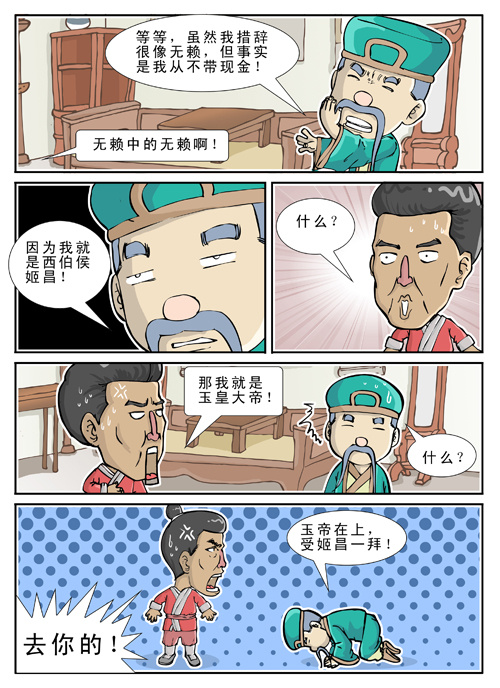 等等，虽然我措辞
很像无赖，但事实
是我从不带现金！
无赖中的无赖啊！
因为我就
是西伯侯
姬昌！
什么？
那我就是
玉皇大帝！
什么？
玉帝在上，
受姬昌一拜！
去你的！